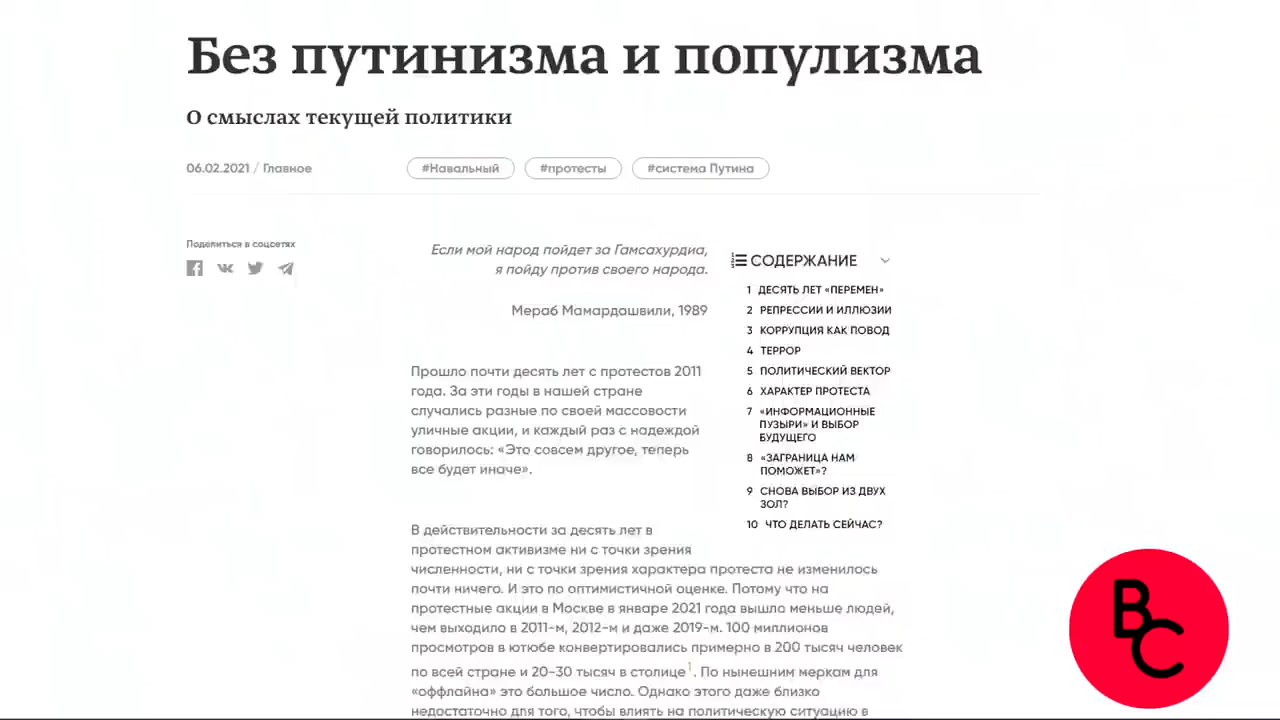 Без путинизма и популизма
О смыслах текущей политики
06.02.2021 / Главное
#Навальный
#протесты
#система Путина
Поделиться в соцсетях
Если мой народ пойдет за Гамсахурдиа,
я пойду против своего народа.
Мераб Мамардашвили, 1989
СОДЕРЖАНИЕ
1 ДЕСЯТЬ ЛЕТ «ПЕРЕМЕН»
2 РЕПРЕССИИ И ИЛЛЮЗИИ
3 КОРРУПЦИЯ КАК ПОВОД
4 ТЕРРОР
5 ПОЛИТИЧЕСКИЙ ВЕКТОР
6 ХАРАКТЕР ПРОТЕСТА
7 «ИНФОРМАЦИОННЫЕ
ПУЗЫРИ» И ВЫБОР
БУДУЩЕГО
8 «ЗАГРАНИЦА НАМ
ПОМОЖЕТ»?
9 СНОВА ВЫБОР ИЗ ДВУХ
ЗОЛ?
10 ЧТО ДЕЛАТЬ СЕЙЧАС?
Прошло почти десять лет с протестов 2011
года. За эти годы в нашей стране
случались разные по своей массовости
уличные акции, и каждый раз с надеждой
говорилось: «Это совсем другое, теперь
все будет иначе».
В действительности за десять лет в
протестном активизме ни с точки зрения
численности, ни с точки зрения характера протеста не изменилось
почти ничего. И это по оптимистичной оценке. Потому что на
протестные акции в Москве в январе 2021 года вышло меньше людей,
чем выходило в 2011-м, 2012-м и даже 2019-м. 100 миллионов
просмотров в ютюбе конвертировались примерно в 200 тысяч человек
по всей стране и 20-30 тысяч в столице1. По нынешним меркам для
«оффлайна» это большое число. Однако этого даже близко
недостаточно для того, чтобы влиять на политическую ситуацию в
ВС